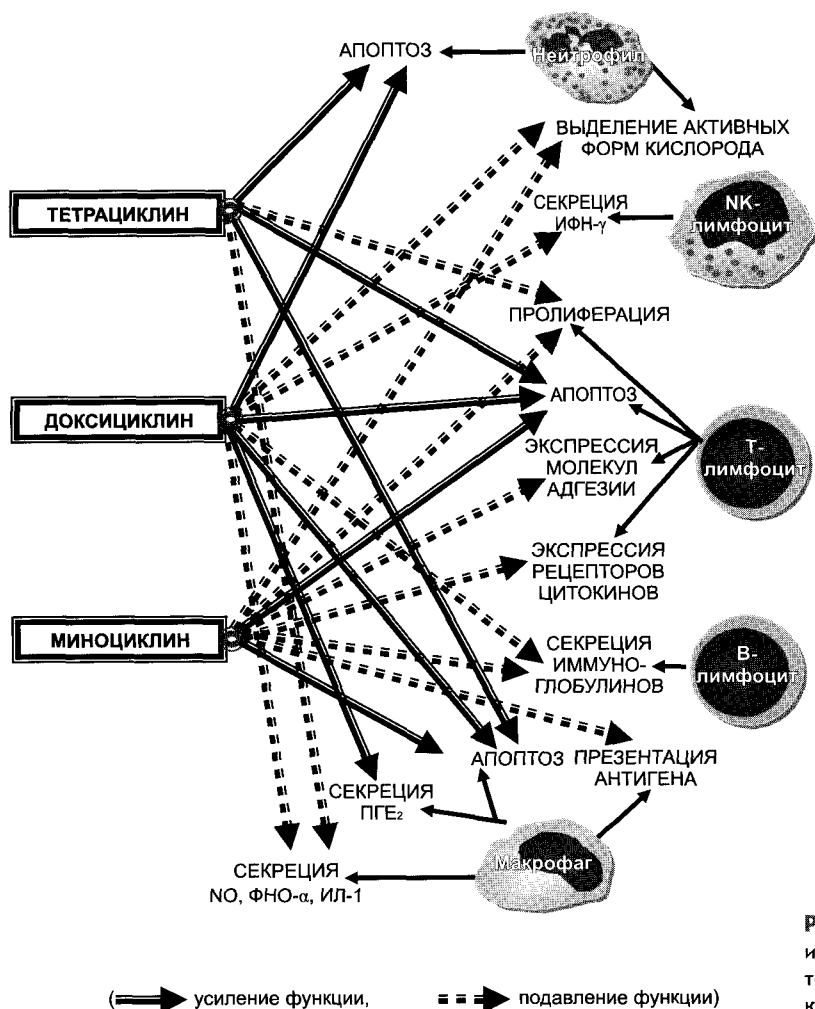 АПОПТОЗ
Нейтрофил
ВЫДЕЛЕНИЕ АКТИВНЫХ
ФОРМ КИСЛОРОДА
ТЕТРАЦИКЛИН
СЕКРЕЦИЯ
ИФН-γ
NK-
лимфоцит
ПРОЛИФЕРАЦИЯ
ДОКСИЦИКЛИН
АПОПТОЗ
ЭКСПРЕССИЯ
МОЛЕКУЛ
АДГЕЗИИ
Т-
лимфоцит
ЭКСПРЕССИЯ
РЕЦЕПТОРОВ
ЦИТОКИНОВ
МИНОЦИКЛИН
СЕКРЕЦИЯ
ИММУНО-
ГЛОБУЛИНОВ
В-
лимфоцит
АПОПТОЗ
ПРЕЗЕНТАЦИЯ
АНТИГЕНА
СЕКРЕЦИЯ
ПГЕ₂
Макрофаг
СЕКРЕЦИЯ
NO, ФНО-α, ИЛ-1
( усиление функции, подавление функции)